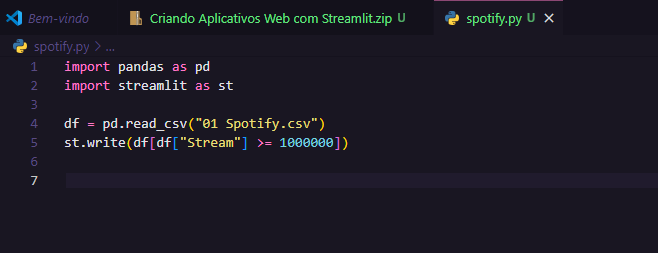 Bem-vindo Criando Aplicativos Web com Streamlit.zip U spotify.py U ×
spotify.py > ...
1 import pandas as pd
2 import streamlit as st
3
4 df = pd.read_csv("01 Spotify.csv")
5 st.write(df[df["Stream"] >= 1000000])
6
7